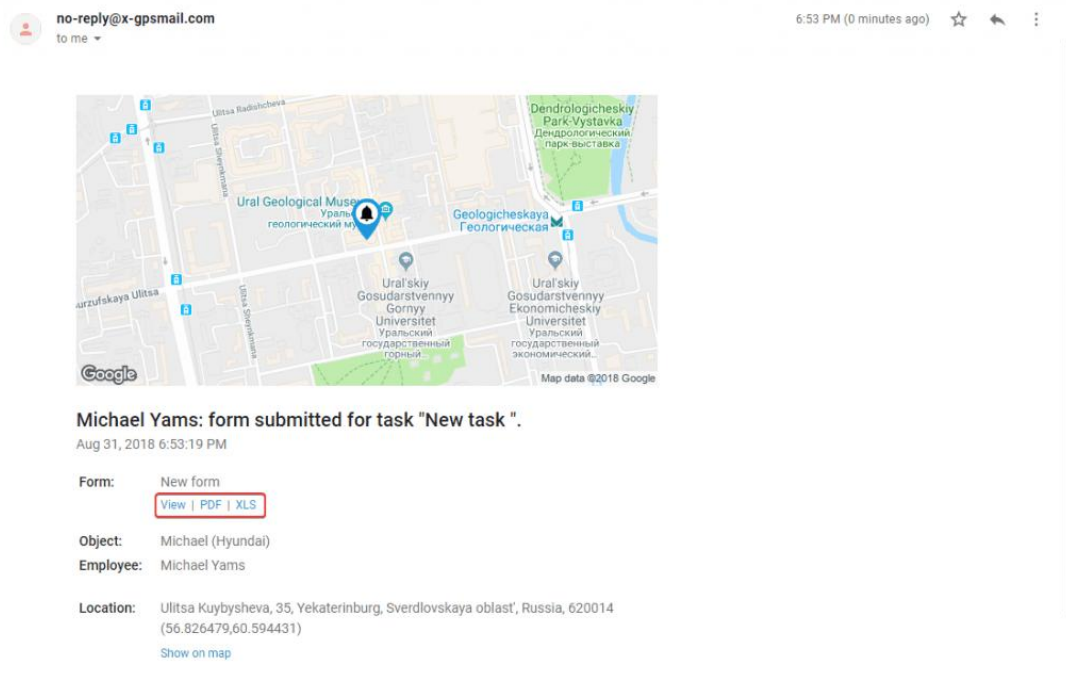 no-reply@x-gpsmail.com
6:53 PM (0 minutes ago)
to me
Ulitsa Radishcheva
Ulitsa Sheynkmana
Dendrologicheskiy
Park-Vystavka
Дендрологический
парк-выставка
Ural Geological Muse
Ураль
геологический му
Geologicheskaya
Геологическая
urzufskaya Ulitsa
Ulitsa Sheynkmana
Ural'skiy
Gosudarstvennyy
Gornyy
Universitet
Уральский
государственный
горный...
Ural'skiy
Gosudarstvennyy
Ekonomicheskiy
Universitet
Уральский
государственный
экономический...
Google
Map data ©2018 Google
Michael Yams: form submitted for task "New task ".
Aug 31, 2018 6:53:19 PM
Form: New form
View | PDF | XLS
Object: Michael (Hyundai)
Employee: Michael Yams
Location: Ulitsa Kuybysheva, 35, Yekaterinburg, Sverdlovskaya oblast', Russia, 620014
(56.826479,60.594431)
Show on map